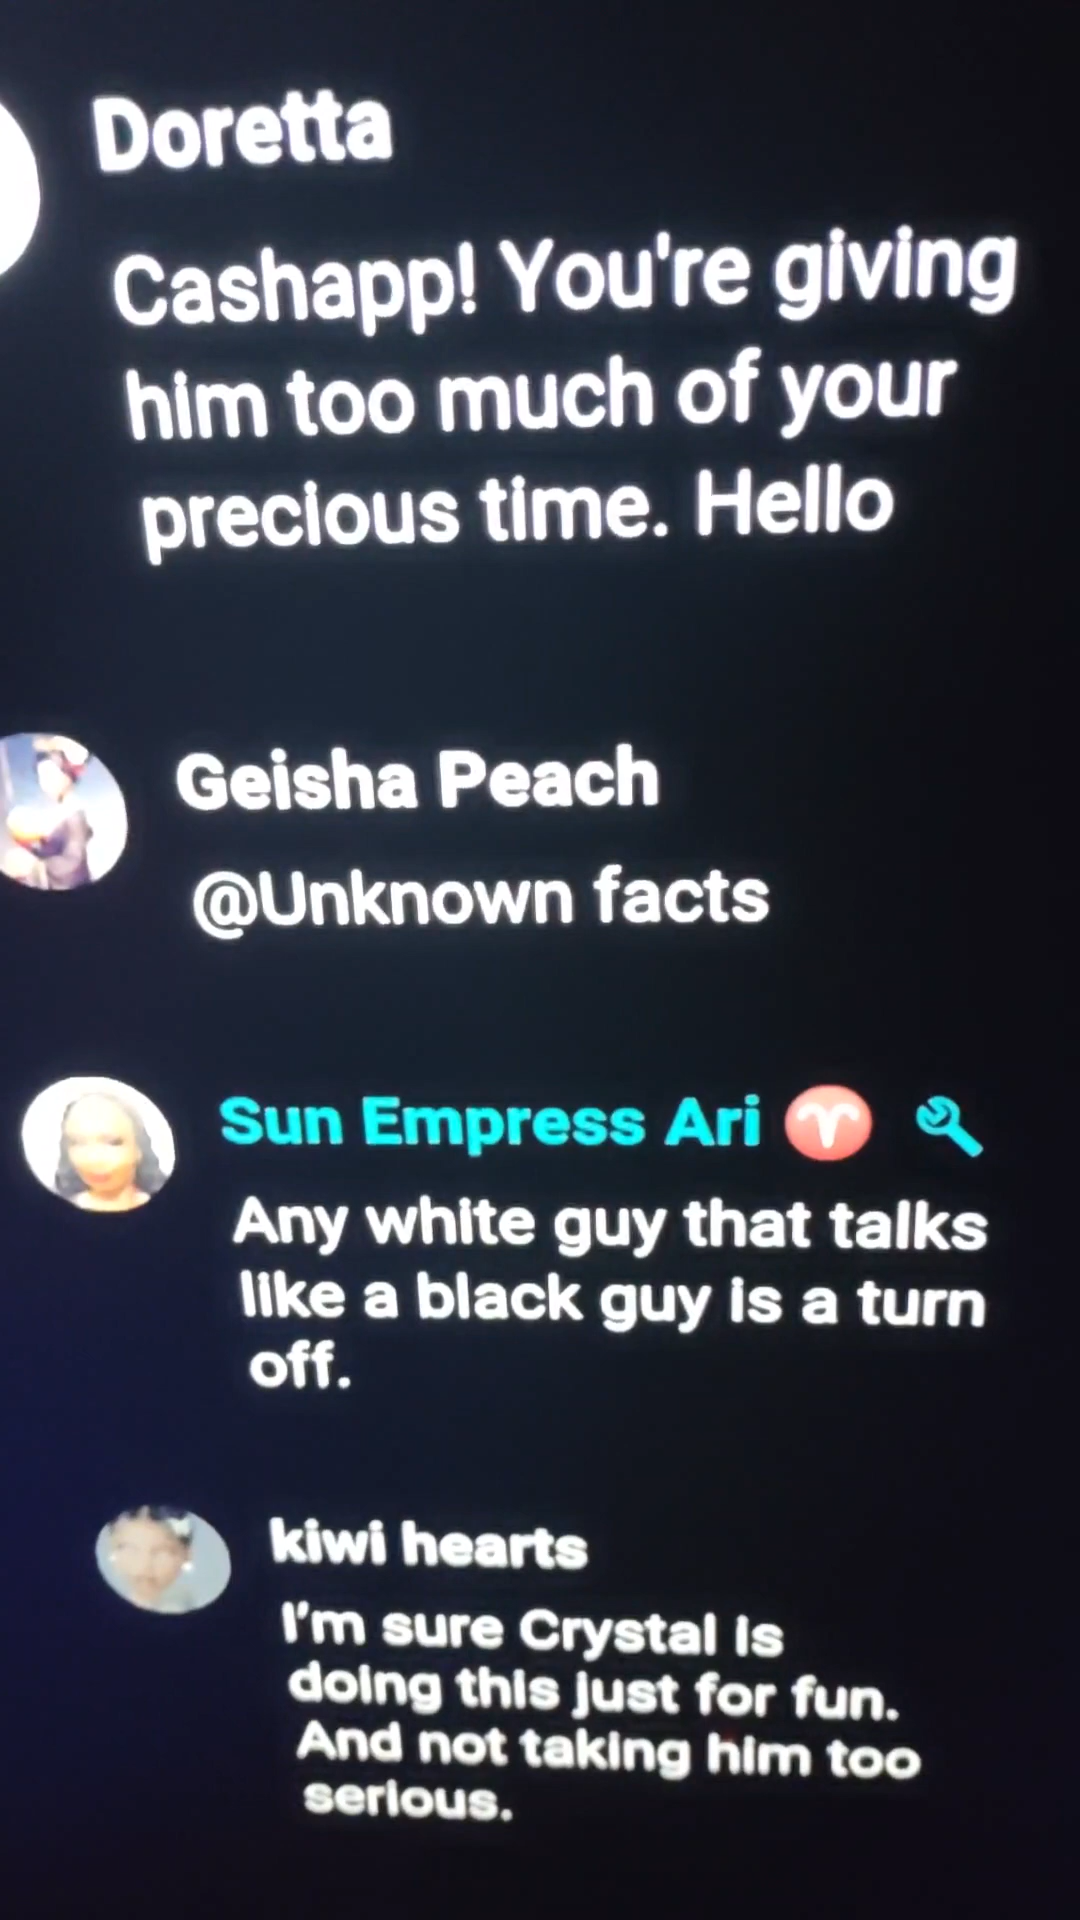 Doretta
Cashapp! You're giving
him too much of your
precious time. Hello
Geisha Peach
@Unknown facts
Sun Empress Ari ♈ 🔧
Any white guy that talks
like a black guy is a turn
off.
kiwi hearts
I'm sure Crystal is
doing this just for fun.
And not taking him too
serious.